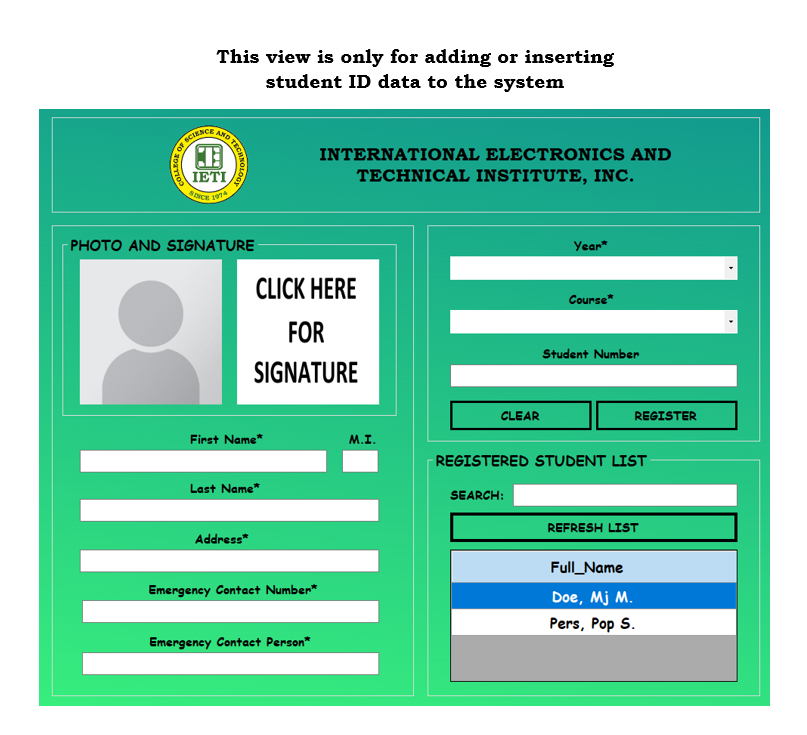 This view is only for adding or inserting
student ID data to the system
COLLEGE OF SCIENCE AND TECHNOLOGY
IETI
SINCE 1974
INTERNATIONAL ELECTRONICS AND
TECHNICAL INSTITUTE, INC.
PHOTO AND SIGNATURE
CLICK HERE
FOR
SIGNATURE
First Name*
M.I.
Last Name*
Address*
Emergency Contact Number*
Emergency Contact Person*
Year*
Course*
Student Number
CLEAR
REGISTER
REGISTERED STUDENT LIST
SEARCH:
REFRESH LIST
Full_Name
Doe, Mj M.
Pers, Pop S.